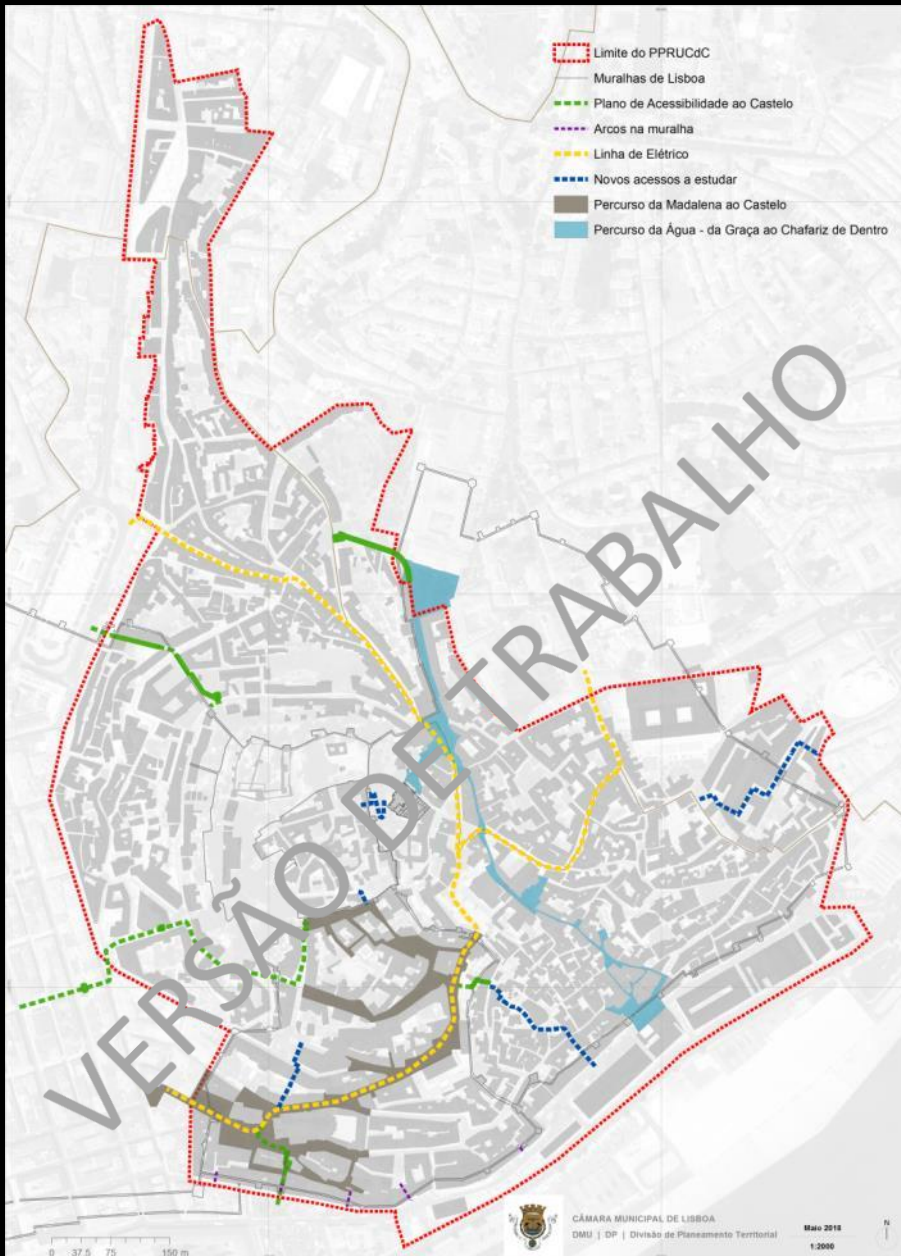 Limite do PPRUCdC
Muralhas de Lisboa
Plano de Acessibilidade ao Castelo
Arcos na muralha
Linha de Elétrico
Novos acessos a estudar
Percurso da Madalena ao Castelo
Percurso da Água - da Graça ao Chafariz de Dentro
VERSÃO DE TRABALHO
0 37.5 75 150 m
CÂMARA MUNICIPAL DE LISBOA
DMU | DP | Divisão de Planeamento Territorial
Maio 2018
1:2000
N